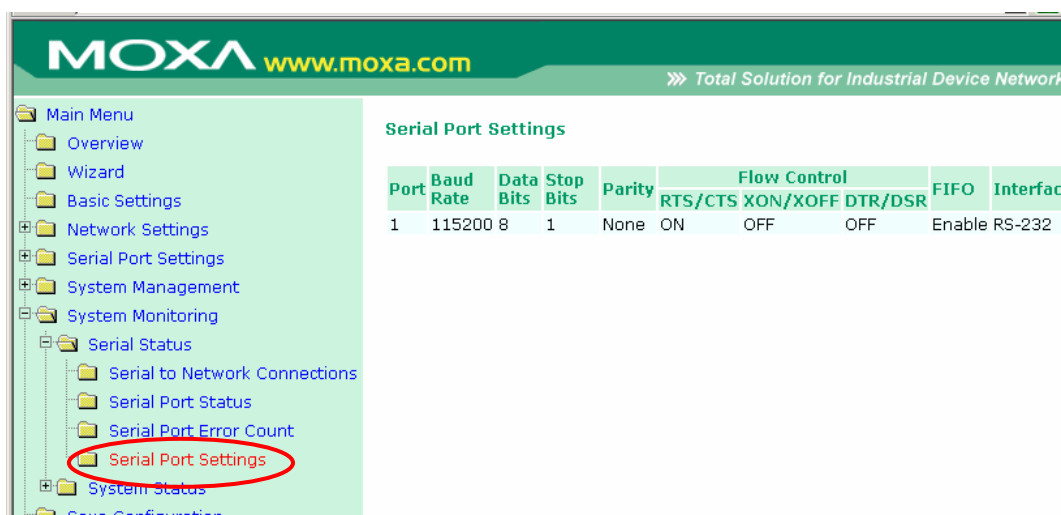 MOXA www.moxa.com
Total Solution for Industrial Device Network
Main Menu
Overview
Wizard
Basic Settings
Network Settings
Serial Port Settings
System Management
System Monitoring
Serial Status
Serial to Network Connections
Serial Port Status
Serial Port Error Count
Serial Port Settings
System Status
Save Configuration
Serial Port Settings
Port Baud Rate Data Bits Stop Bits Parity Flow Control FIFO Interfac
RTS/CTS XON/XOFF DTR/DSR
1 115200 8 1 None ON OFF OFF Enable RS-232